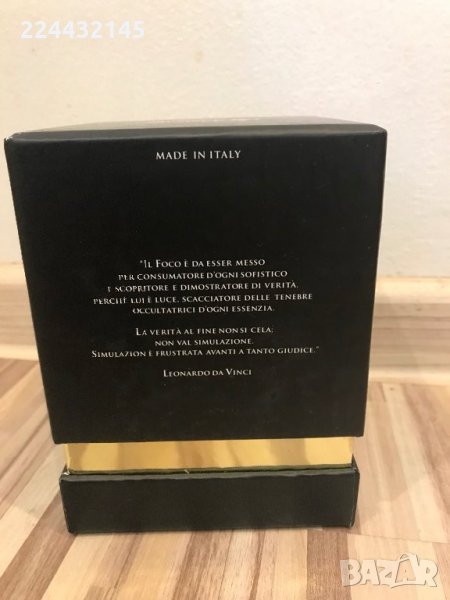 224432145
MADE IN ITALY
"IL FOCO È DA ESSER MESSO
PER CONSUMATORE D'OGNI SOFISTICO
E SCOPRITORE E DIMOSTRATORE DI VERITÀ,
PERCHÈ LUI È LUCE, SCACCIATORE DELLE TENEBRE
OCCULTATRICI D'OGNI ESSENZIA.
LA VERITÀ AL FINE NON SI CELA;
NON VAL SIMULAZIONE.
SIMULAZION È FRUSTRATA AVANTI A TANTO GIUDICE."
LEONARDO DA VINCI
BAZAR